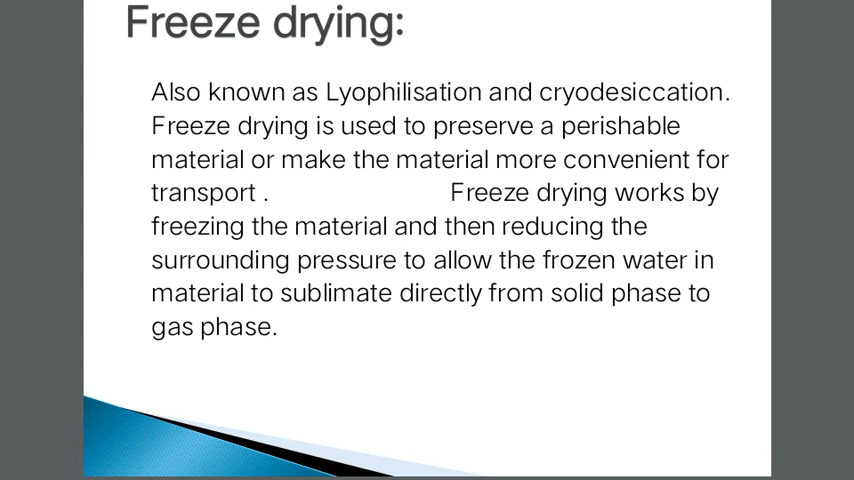 Freeze drying:
Also known as Lyophilisation and cryodesiccation.
Freeze drying is used to preserve a perishable
material or make the material more convenient for
transport . Freeze drying works by
freezing the material and then reducing the
surrounding pressure to allow the frozen water in
material to sublimate directly from solid phase to
gas phase.